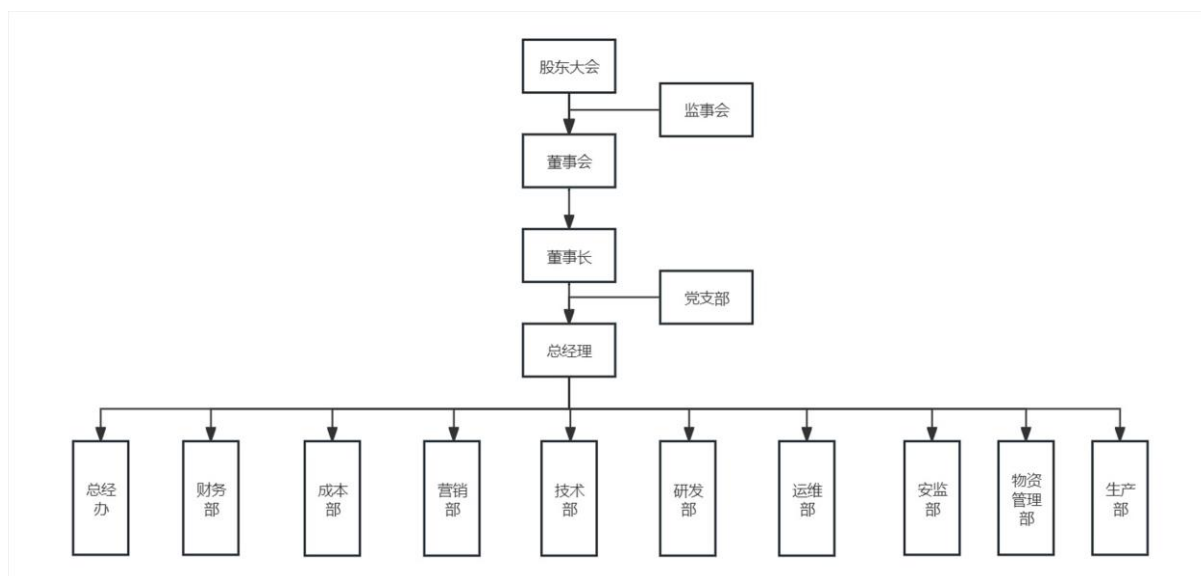 股东大会
监事会
董事会
董事长
党支部
总经理
总经
办
财务
部
成本
部
营销
部
技术
部
研发
部
运维
部
安监
部
物资
管理
部
生产
部